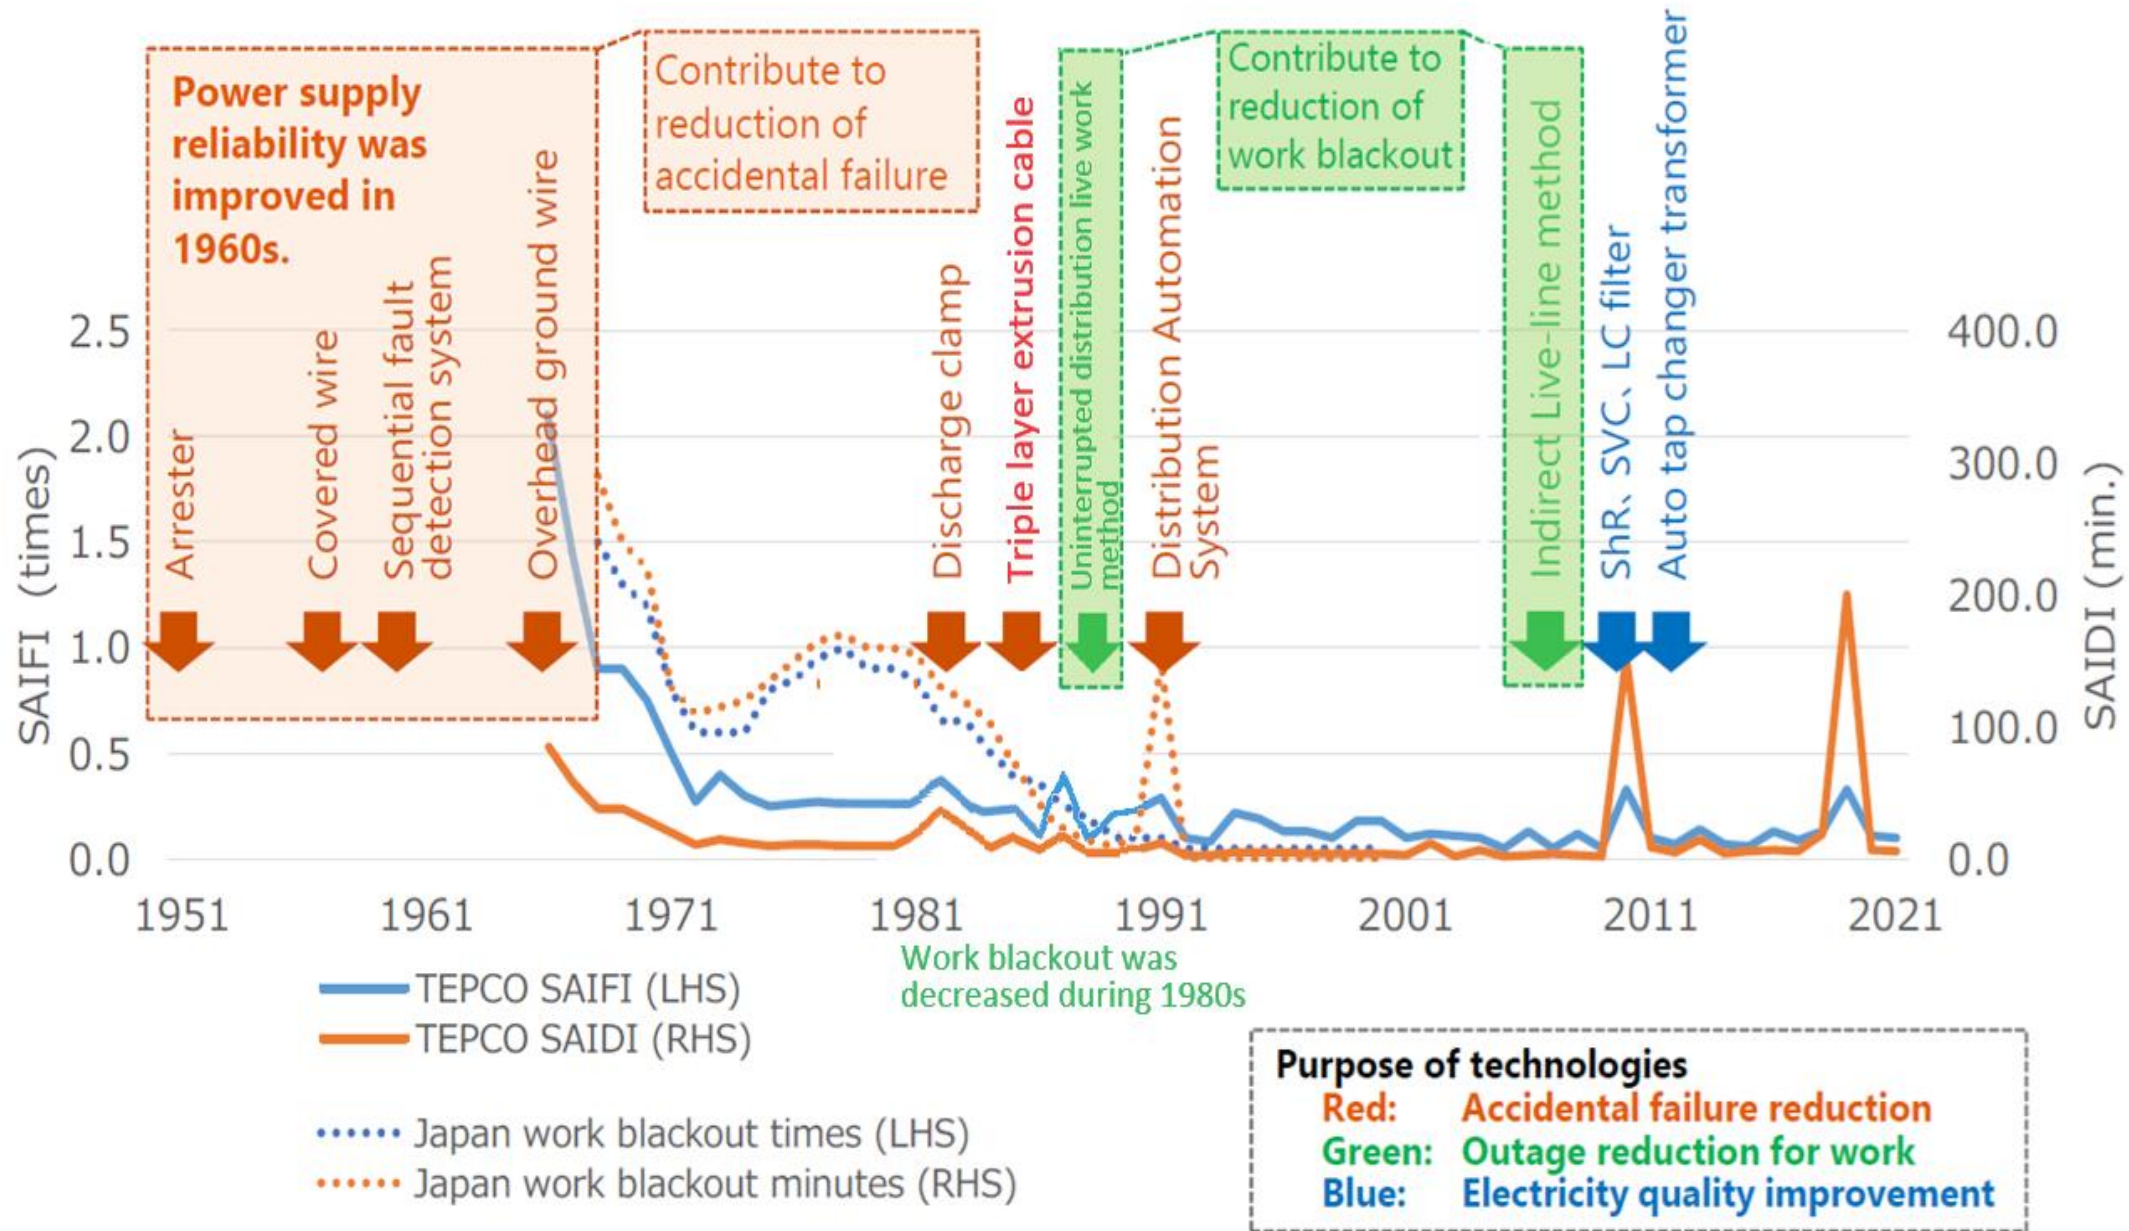 Power supply
reliability was
improved in
1960s.
Contribute to
reduction of
accidental failure
Contribute to
reduction of
work blackout
Arrester
Covered wire
Sequential fault
detection system
Overhead ground wire
Discharge clamp
Triple layer extrusion cable
Uninterrupted distribution live work
method
Distribution Automation
System
Indirect Live-line method
ShR、SVC、LC filter
Auto tap changer transformer
SAIFI (times)
2.5
2.0
1.5
1.0
0.5
0.0
400.0
300.0
200.0
100.0
0.0
SAIDI (min.)
1951 1961 1971 1981 1991 2001 2011 2021
Work blackout was
decreased during 1980s
TEPCO SAIFI (LHS)
TEPCO SAIDI (RHS)
Japan work blackout times (LHS)
Japan work blackout minutes (RHS)
Purpose of technologies
Red: Accidental failure reduction
Green: Outage reduction for work
Blue: Electricity quality improvement